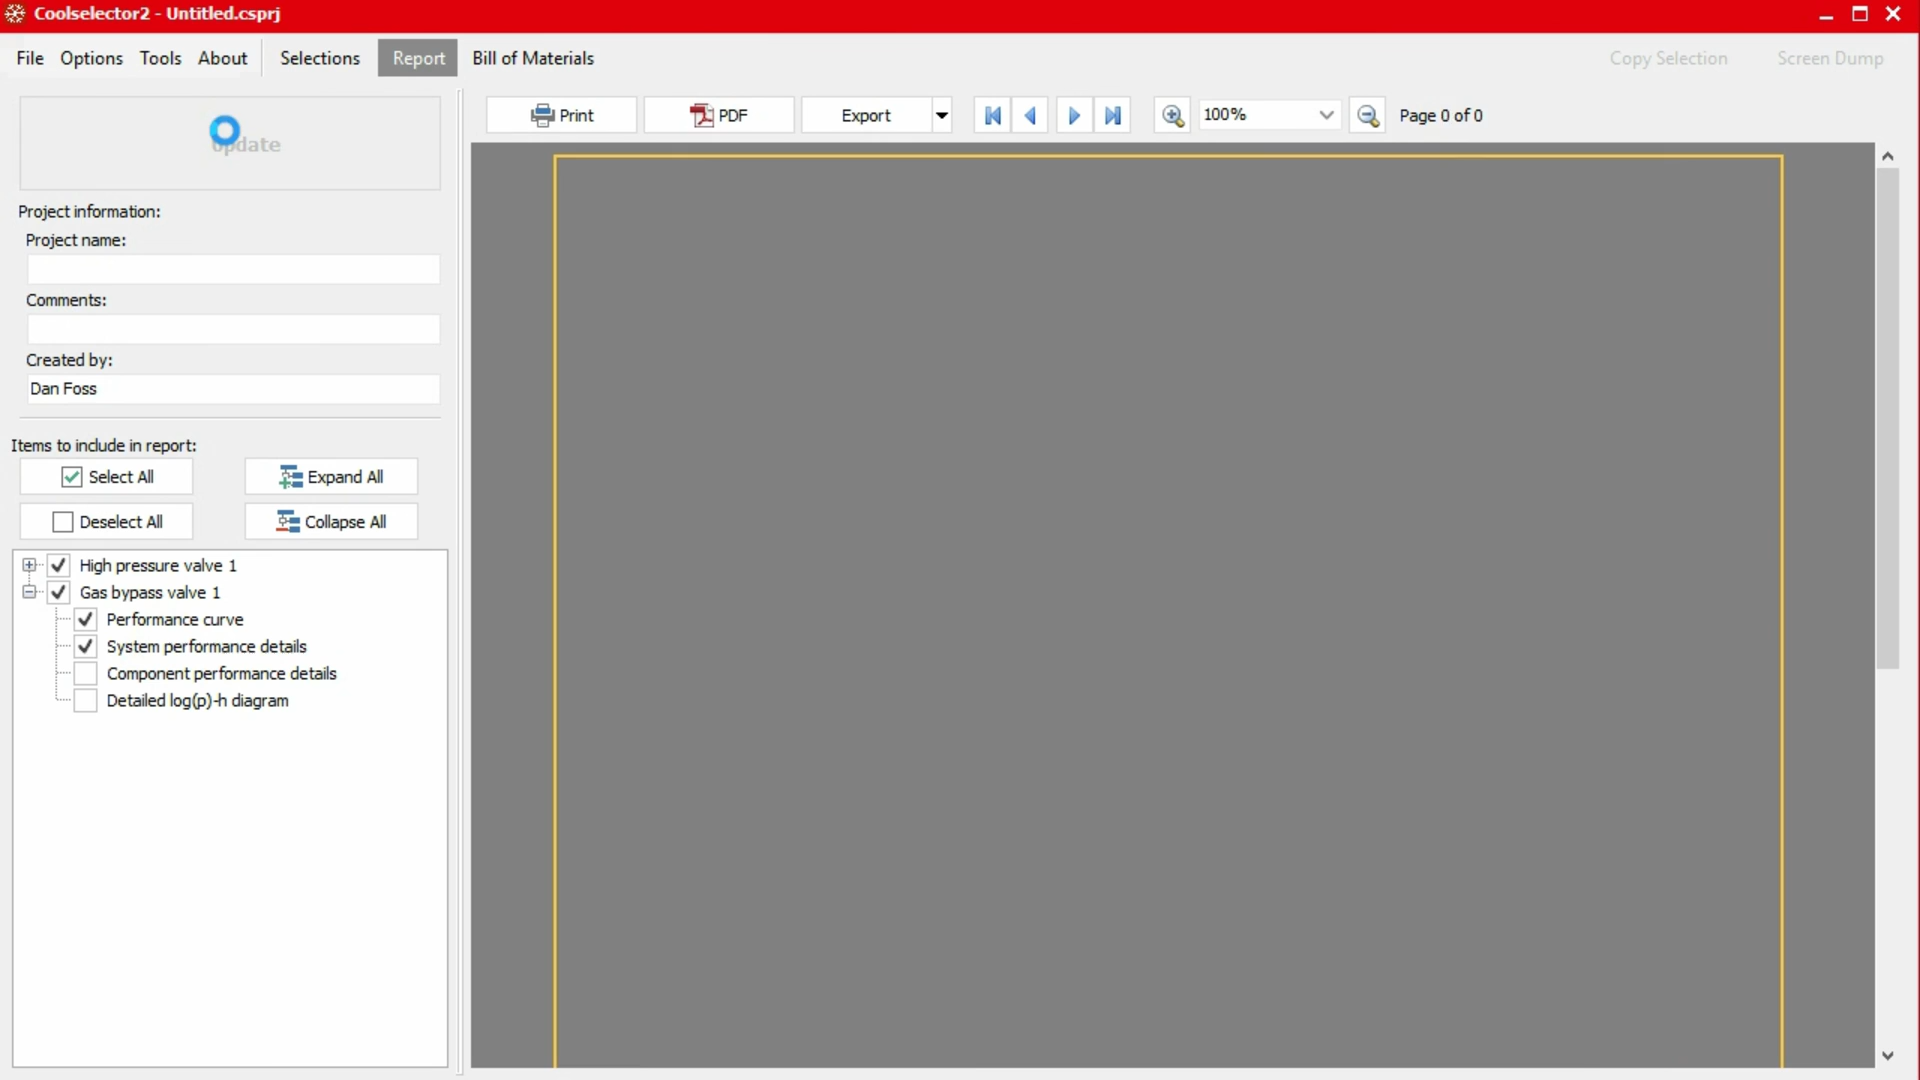 Coolselector2 - Untitled.csprj
File Options Tools About Selections Report Bill of Materials Copy Selection Screen Dump
Print PDF Export 100% Page 0 of 0
Update
Project information:
Project name:
Comments:
Created by:
Dan Foss
Items to include in report:
Select All Expand All
Deselect All Collapse All
High pressure valve 1
Gas bypass valve 1
Performance curve
System performance details
Component performance details
Detailed log(p)-h diagram